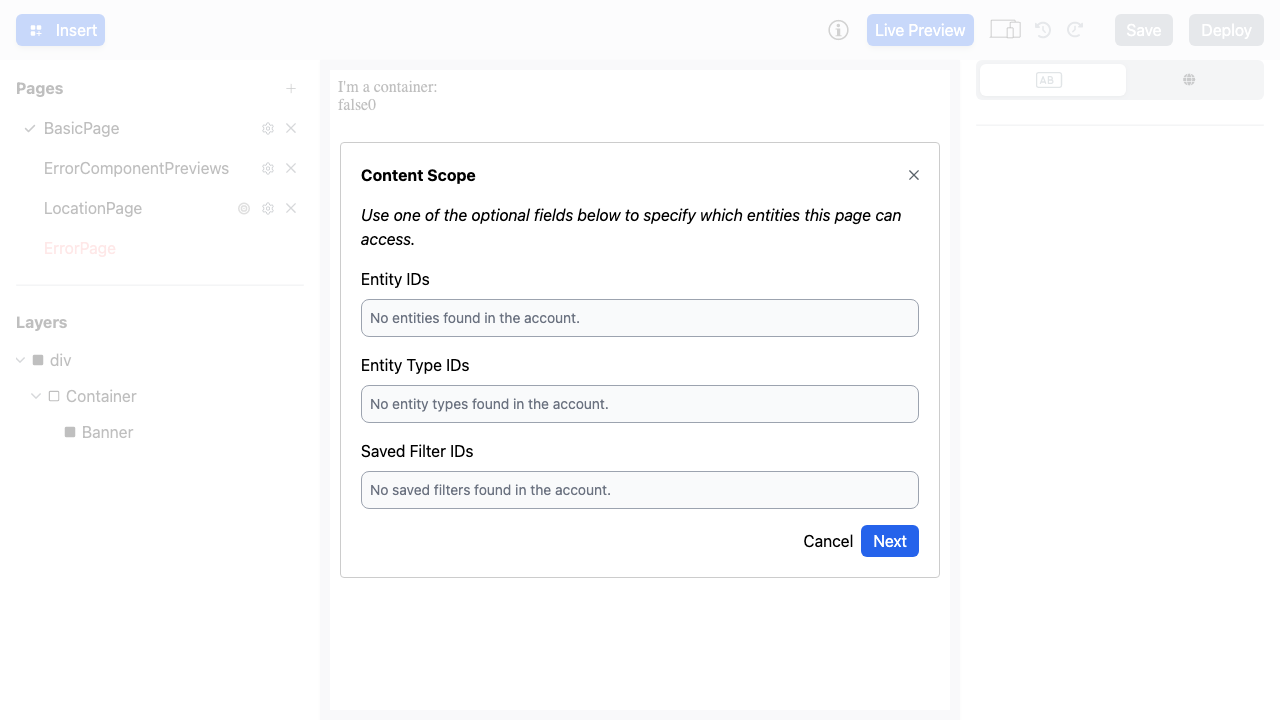 Insert
Live Preview
Save
Deploy
Pages
BasicPage
ErrorComponentPreviews
LocationPage
ErrorPage
Layers
div
Container
Banner
I'm a container:
false0
AB
Content Scope
Use one of the optional fields below to specify which entities this page can
access.
Entity IDs
No entities found in the account.
Entity Type IDs
No entity types found in the account.
Saved Filter IDs
No saved filters found in the account.
Cancel
Next